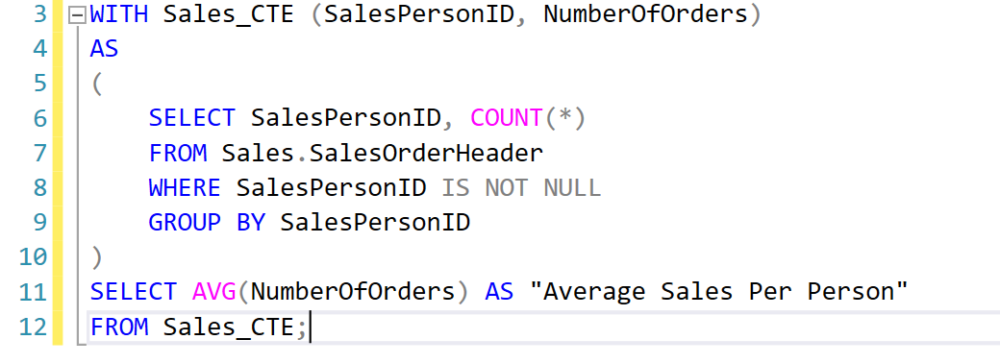 3 WITH Sales_CTE (SalesPersonID, NumberOfOrders)
4 AS
5 (
6 SELECT SalesPersonID, COUNT(*)
7 FROM Sales.SalesOrderHeader
8 WHERE SalesPersonID IS NOT NULL
9 GROUP BY SalesPersonID
10 )
11 SELECT AVG(NumberOfOrders) AS "Average Sales Per Person"
12 FROM Sales_CTE;